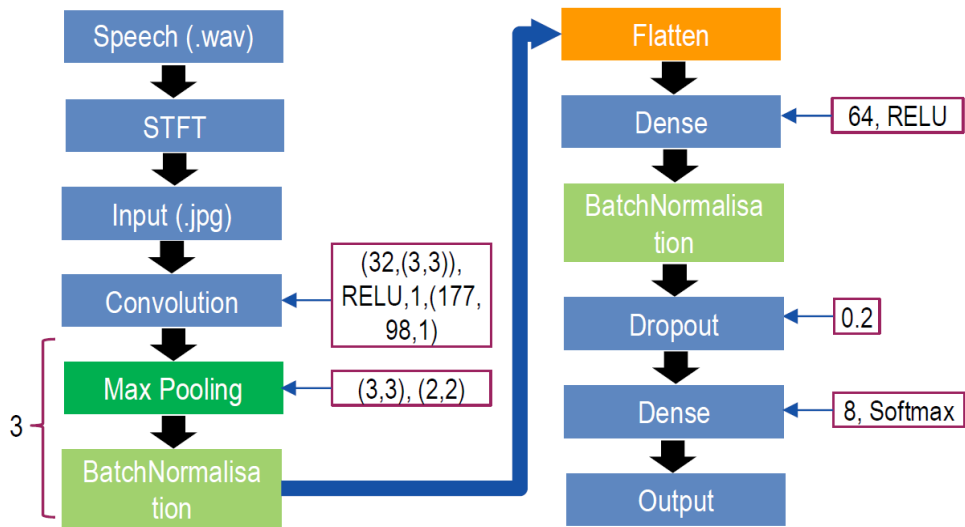 Speech (.wav)
STFT
Input (.jpg)
Convolution
(32,(3,3)),
RELU,1,(177,
98,1)
3
Max Pooling
(3,3), (2,2)
BatchNormalisa
tion
Flatten
Dense
64, RELU
BatchNormalisa
tion
Dropout
0.2
Dense
8, Softmax
Output